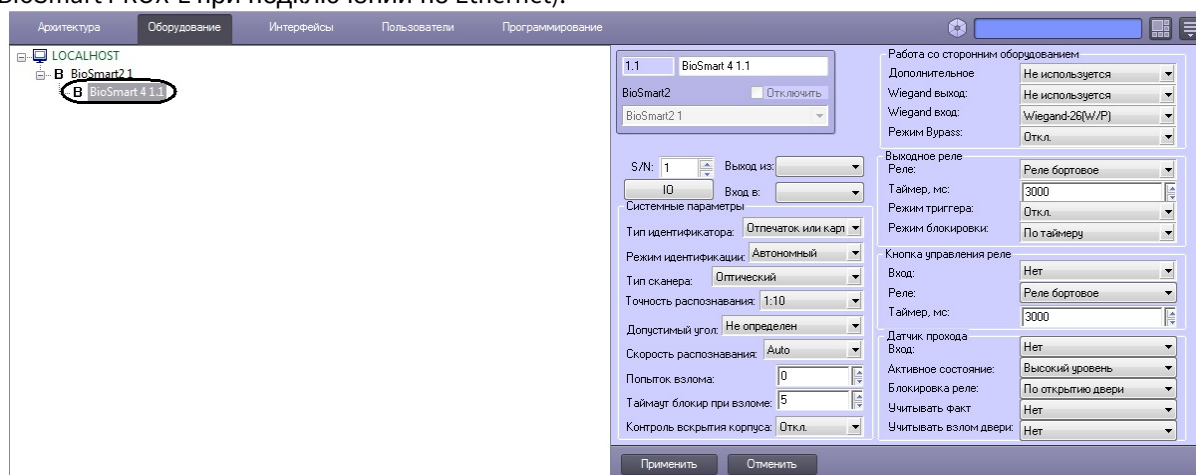 BioSmart PROX-E при подключении по Ethernet).
Архитектура Оборудование Интерфейсы Пользователи Программирование
LOCALHOST
B BioSmart2 1
B BioSmart 4 1.1
1.1 BioSmart 4 1.1
BioSmart2 Отключить
BioSmart2 1
S/N: 1 Выход из:
IO Вход в:
Системные параметры
Тип идентификатора: Отпечаток или карт
Режим идентификации: Автономный
Тип сканера: Оптический
Точность распознавания: 1:10
Допустимый угол: Не определен
Скорость распознавания: Auto
Попыток взлома: 0
Таймаут блокир при взломе: 5
Контроль вскрытия корпуса: Откл.
Работа со сторонним оборудованием
Дополнительное Не используется
Wiegand выход: Не используется
Wiegand вход: Wiegand-26(W/P)
Режим Bypass: Откл.
Выходное реле
Реле: Реле бортовое
Таймер, мс: 3000
Режим триггера: Откл.
Режим блокировки: По таймеру
Кнопка управления реле
Вход: Нет
Реле: Реле бортовое
Таймер, мс: 3000
Датчик прохода
Вход: Нет
Активное состояние: Высокий уровень
Блокировка реле: По открытию двери
Учитывать факт Нет
Учитывать взлом двери: Нет
Применить Отменить